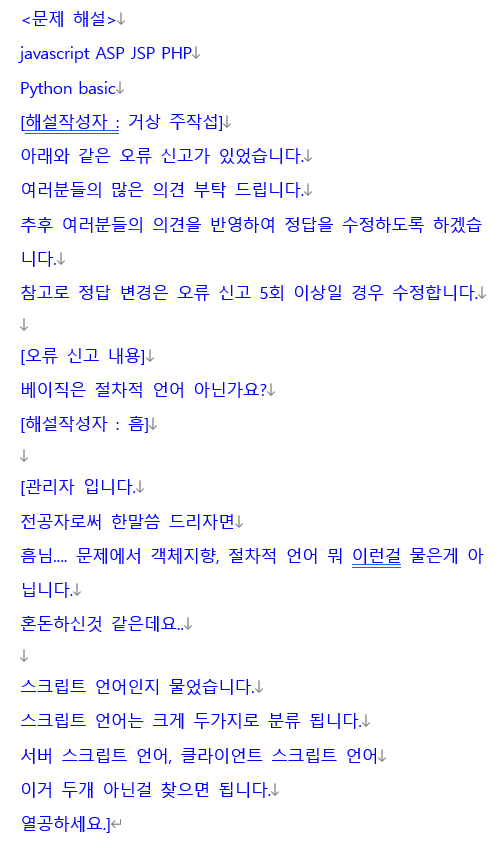 <문제 해설>↓
javascript ASP JSP PHP↓
Python basic↓
[해설작성자 : 거상 주작섭]↓
아래와 같은 오류 신고가 있었습니다.↓
여러분들의 많은 의견 부탁 드립니다.↓
추후 여러분들의 의견을 반영하여 정답을 수정하도록 하겠습
니다.↓
참고로 정답 변경은 오류 신고 5회 이상일 경우 수정합니다.↓
↓
[오류 신고 내용]↓
베이직은 절차적 언어 아닌가요?↓
[해설작성자 : 흠]↓
↓
[관리자 입니다.↓
전공자로써 한말씀 드리자면↓
흠님.... 문제에서 객체지향, 절차적 언어 뭐 이런걸 물은게 아
닙니다.↓
혼돈하신것 같은데요..↓
↓
스크립트 언어인지 물었습니다.↓
스크립트 언어는 크게 두가지로 분류 됩니다.↓
서버 스크립트 언어, 클라이언트 스크립트 언어↓
이거 두개 아닌걸 찾으면 됩니다.↓
열공하세요.]↵